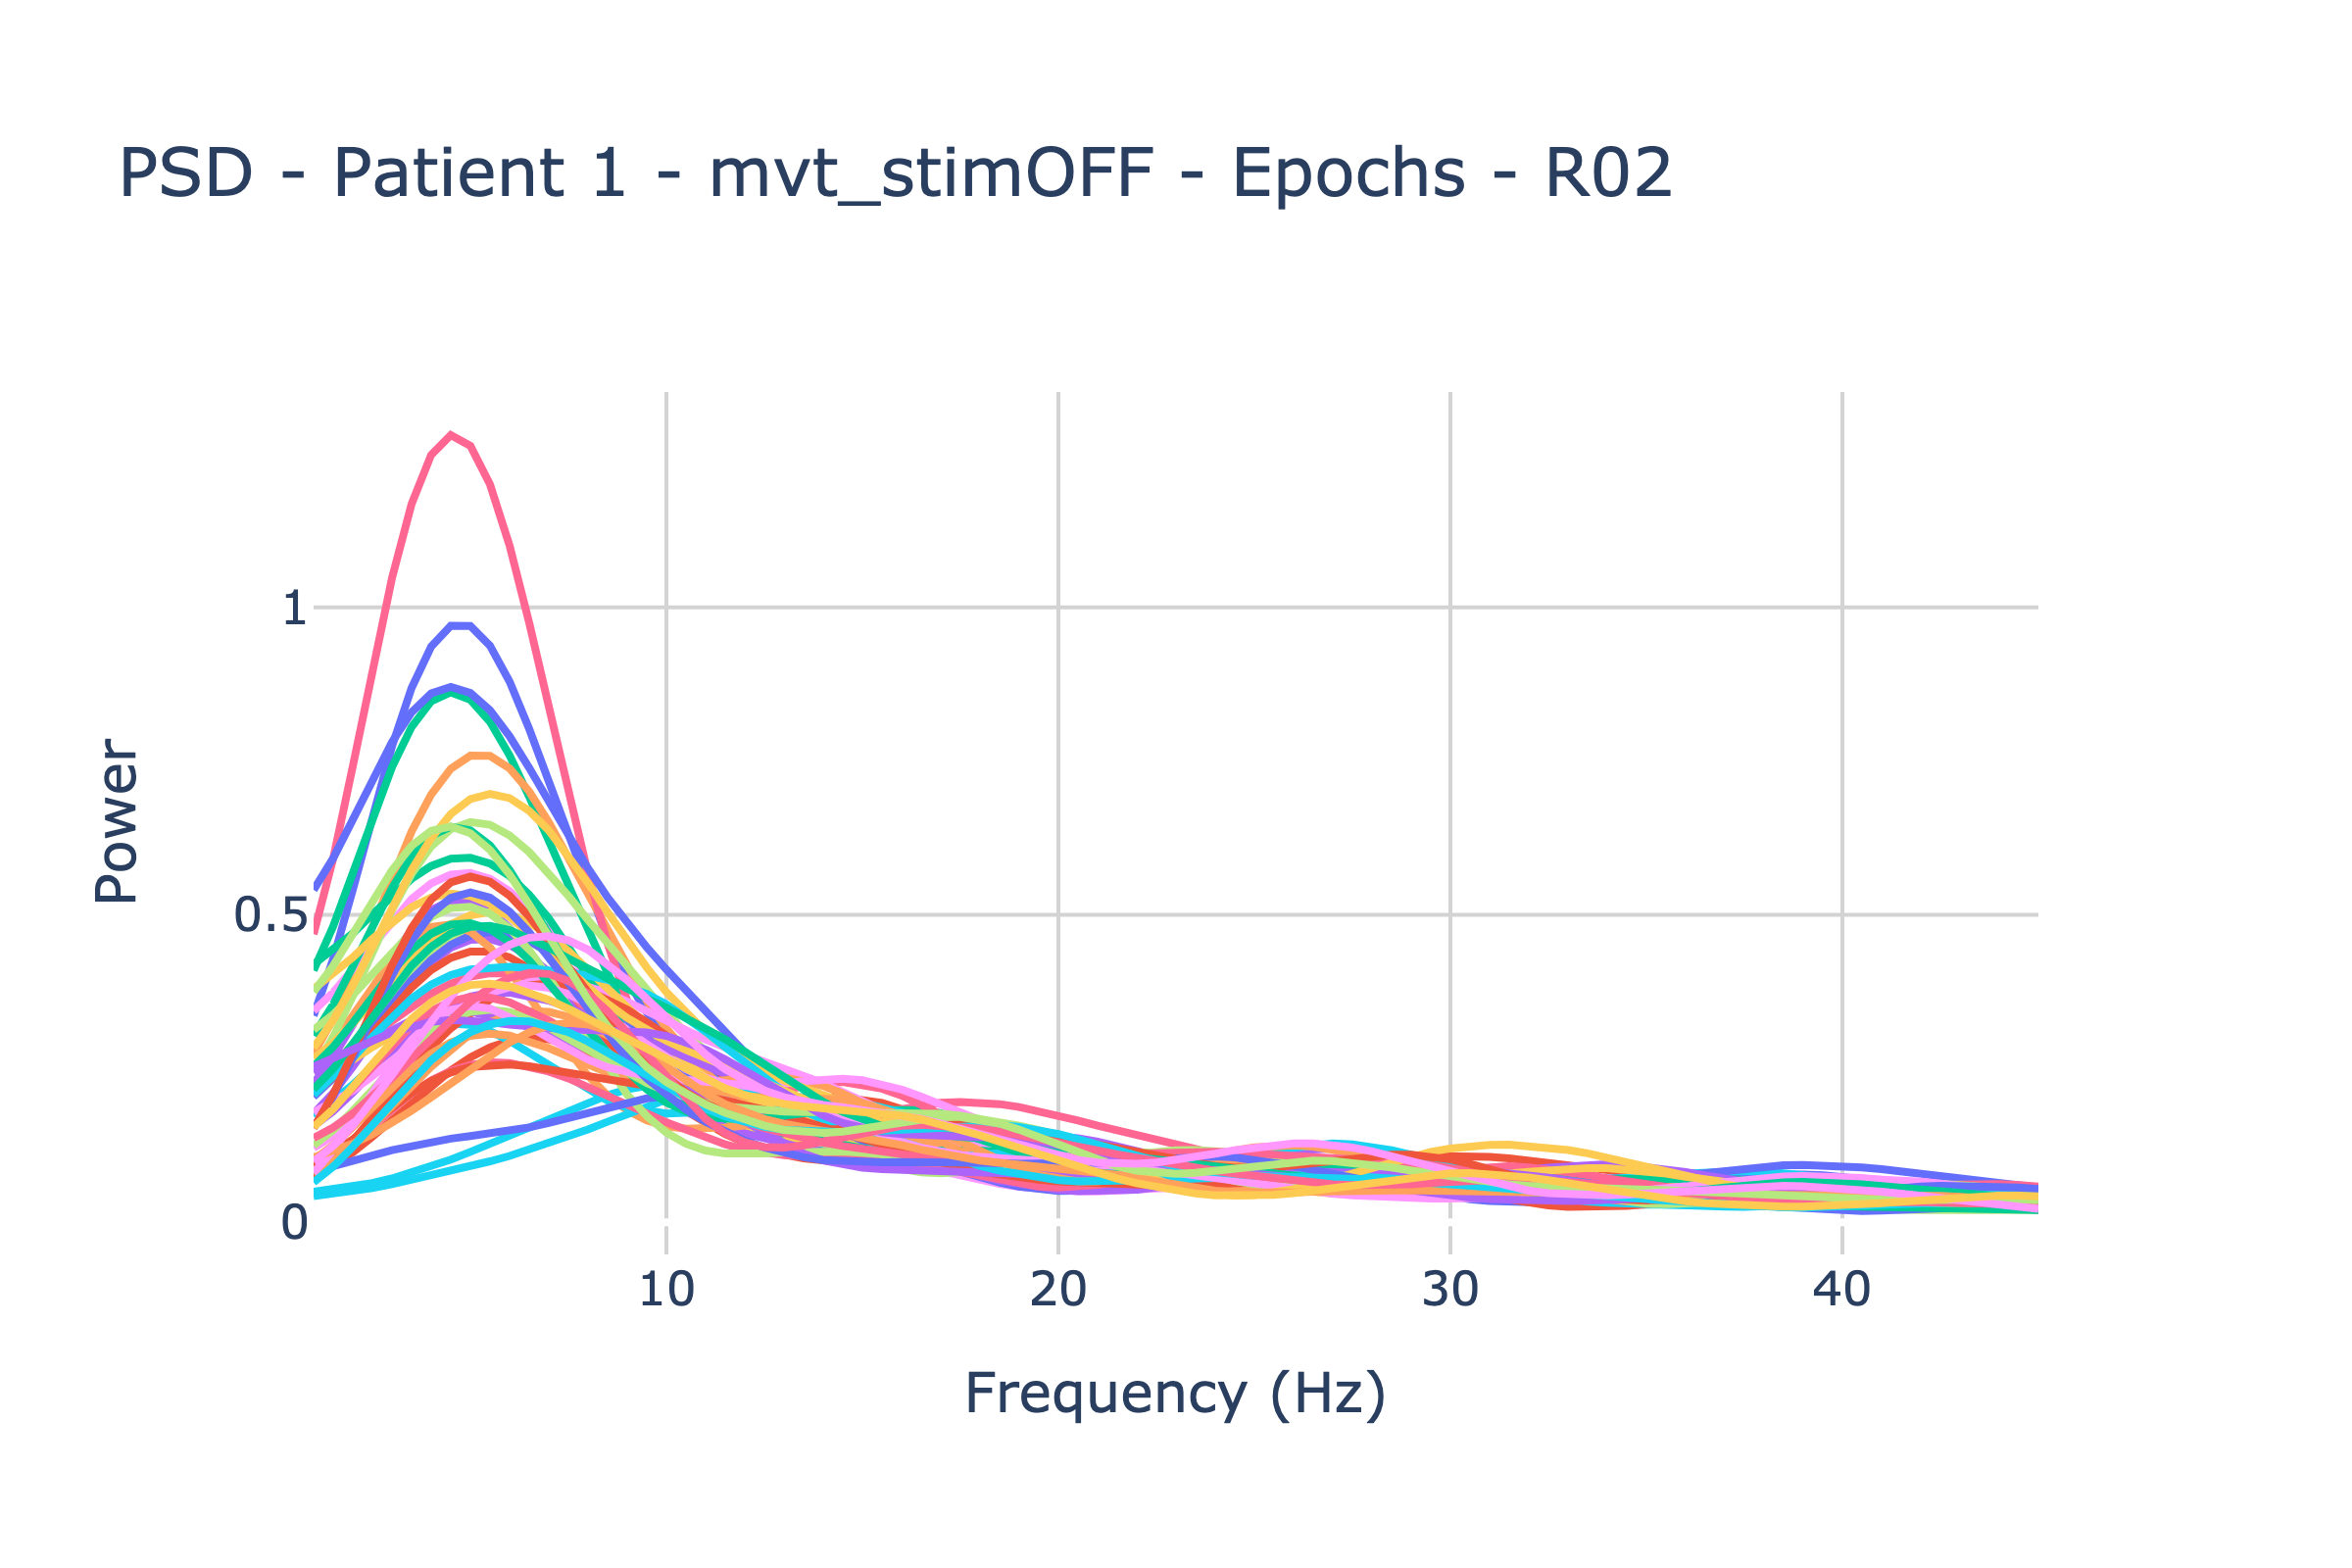 PSD - Patient 1 - mvt_stimOFF - Epochs - R02
1
0.5
0
Power
10 20 30 40
Frequency (Hz)